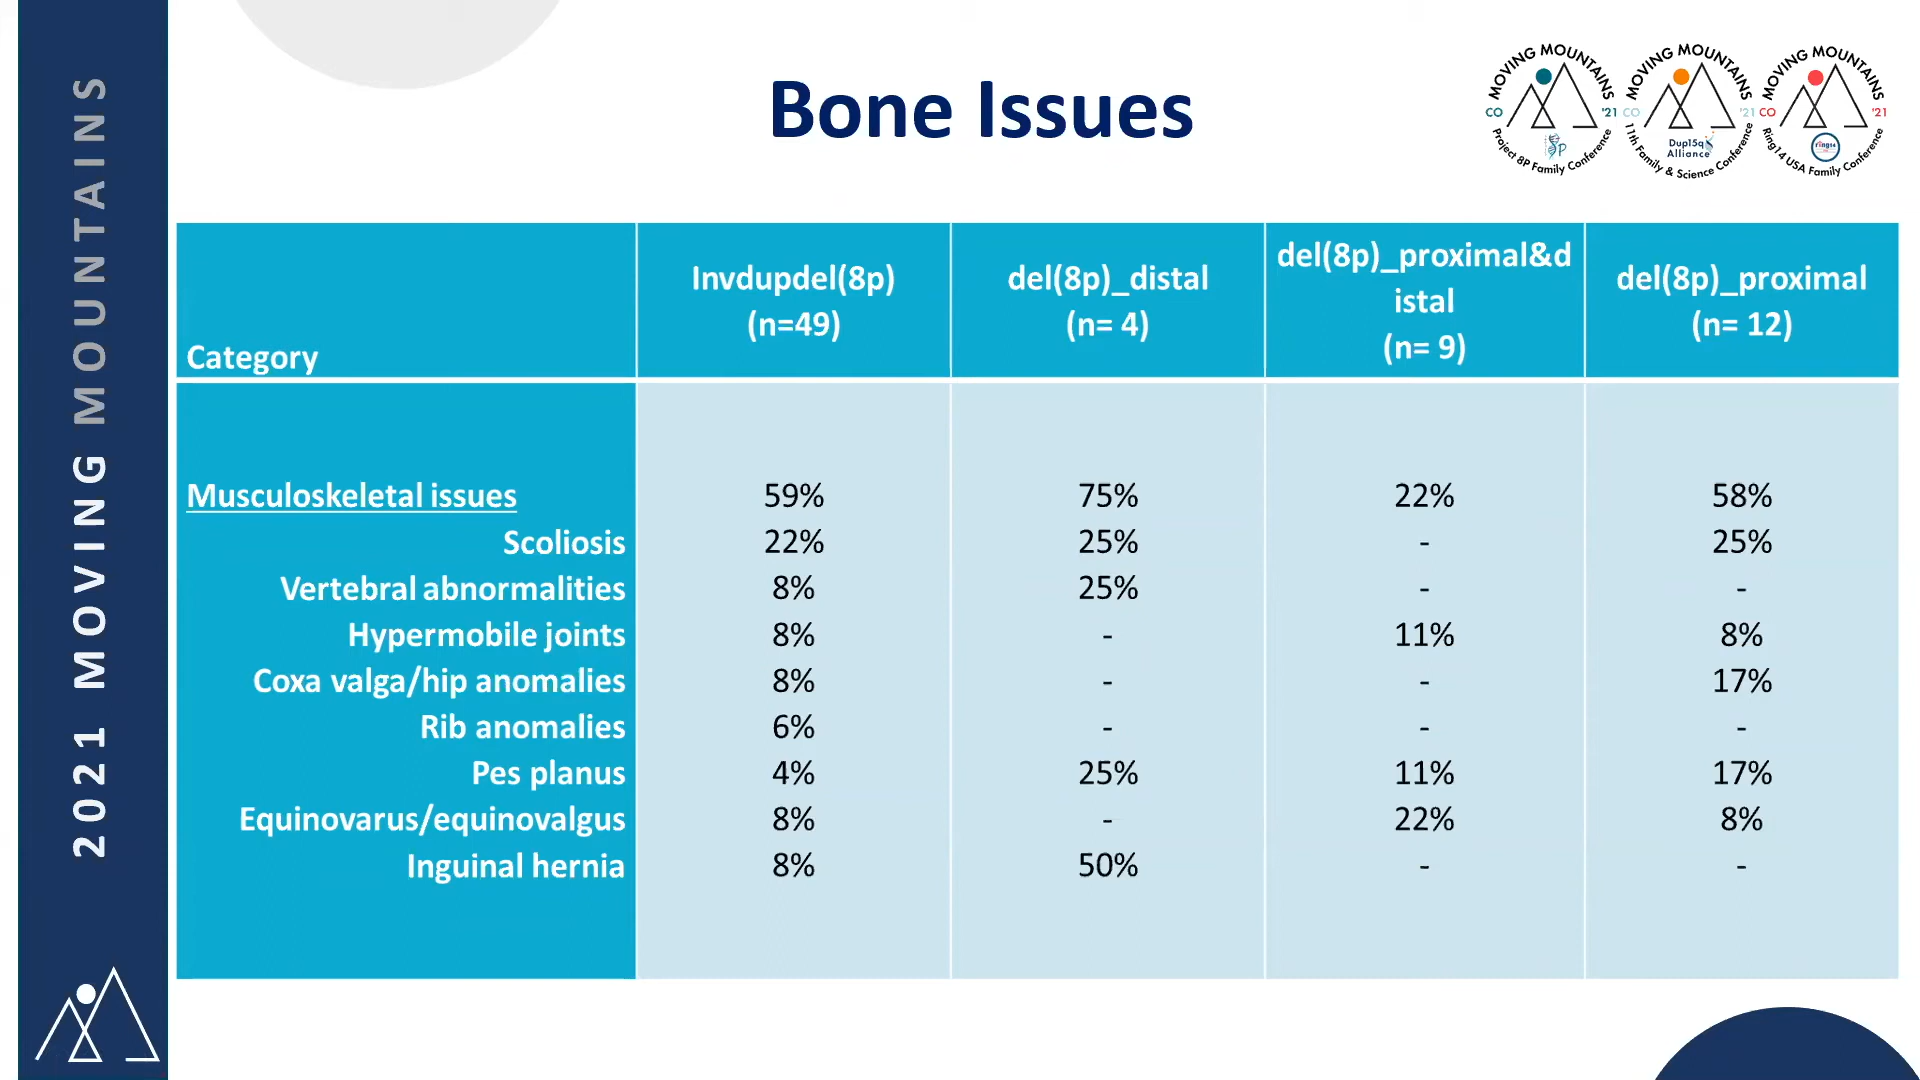 2021 MOVING MOUNTAINS
Bone Issues
MOVING MOUNTAINS
CO '21
Project 8P Family Conference
8P
MOVING MOUNTAINS
CO '21
Dup15q
Alliance
11th Family & Science Conference
MOVING MOUNTAINS
CO '21
ring14
Ring14 USA Family Conference
Category Invdupdel(8p) (n=49) del(8p)_distal (n= 4) del(8p)_proximal&d istal (n= 9) del(8p)_proximal (n= 12)
Musculoskeletal issues 59% 75% 22% 58%
Scoliosis 22% 25% - 25%
Vertebral abnormalities 8% 25% - -
Hypermobile joints 8% - 11% 8%
Coxa valga/hip anomalies 8% - - 17%
Rib anomalies 6% - - -
Pes planus 4% 25% 11% 17%
Equinovarus/equinovalgus 8% - 22% 8%
Inguinal hernia 8% 50% - -